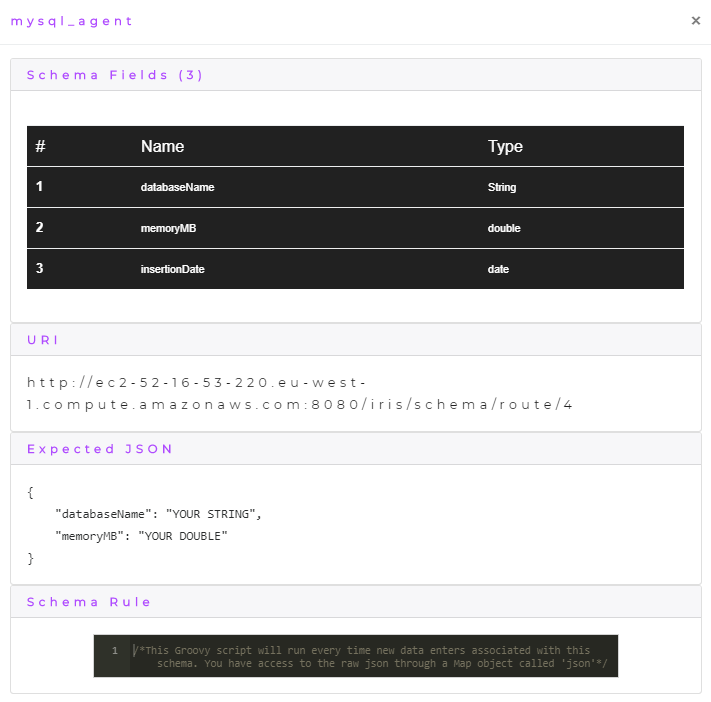 mysql_agent ×
Schema Fields (3)
# Name Type
1 databaseName String
2 memoryMB double
3 insertionDate date
URI
http://ec2-52-16-53-220.eu-west-
1.compute.amazonaws.com:8080/iris/schema/route/4
Expected JSON
{
    "databaseName": "YOUR STRING",
    "memoryMB": "YOUR DOUBLE"
}
Schema Rule
1 /*This Groovy script will run every time new data enters associated with this
schema. You have access to the raw json through a Map object called 'json'*/